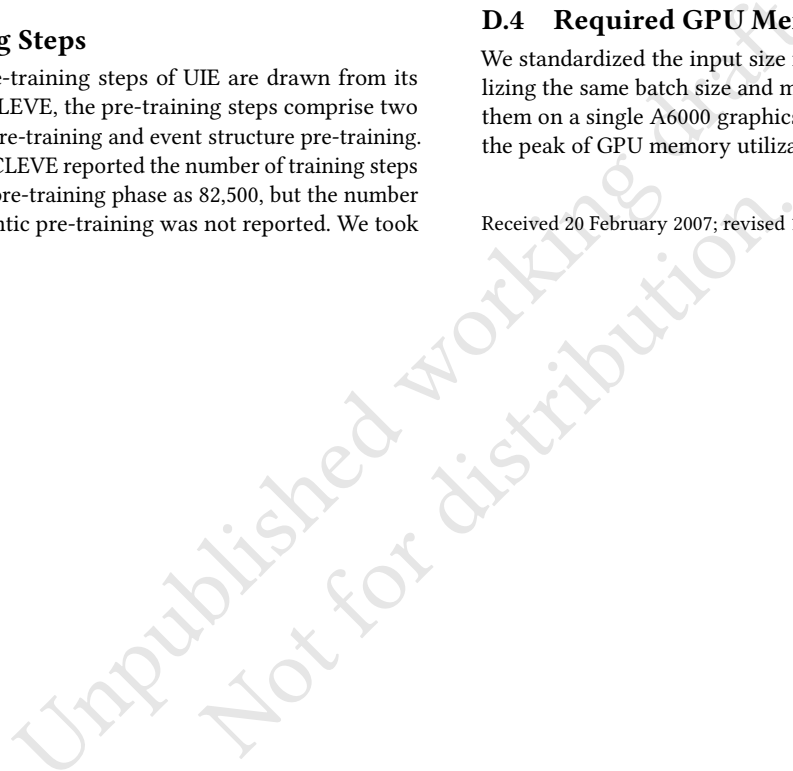 g Steps
e-training steps of UIE are drawn from its
LEVE, the pre-training steps comprise two
re-training and event structure pre-training.
CLEVE reported the number of training steps
pre-training phase as 82,500, but the number
ntic pre-training was not reported. We took
D.4 Required GPU Me
We standardized the input size
lizing the same batch size and m
them on a single A6000 graphics
the peak of GPU memory utiliza
Received 20 February 2007; revised
Unpublished working draft
Not for distribution.